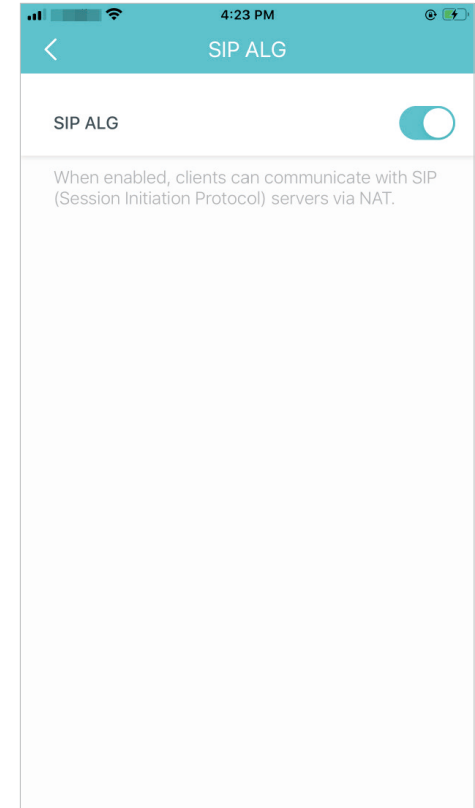 4:23 PM
SIP ALG
SIP ALG
When enabled, clients can communicate with SIP
(Session Initiation Protocol) servers via NAT.